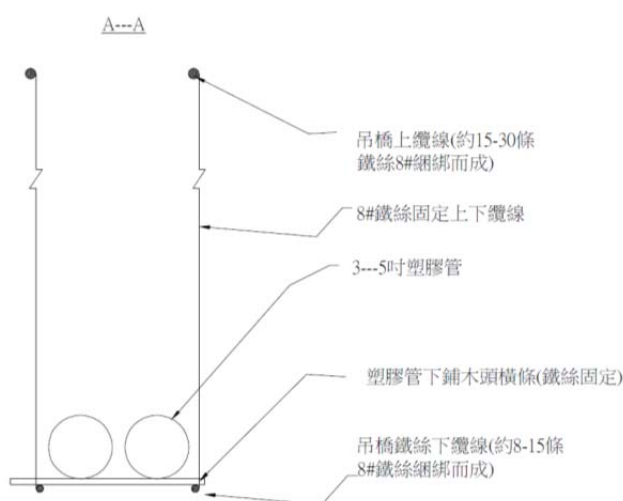 A---A
吊橋上纜線(約15-30條
鐵絲8#綑綁而成)
8#鐵絲固定上下纜線
3---5吋塑膠管
塑膠管下鋪木頭橫條(鐵絲固定)
吊橋鐵絲下纜線(約8-15條
8#鐵絲綑綁而成)